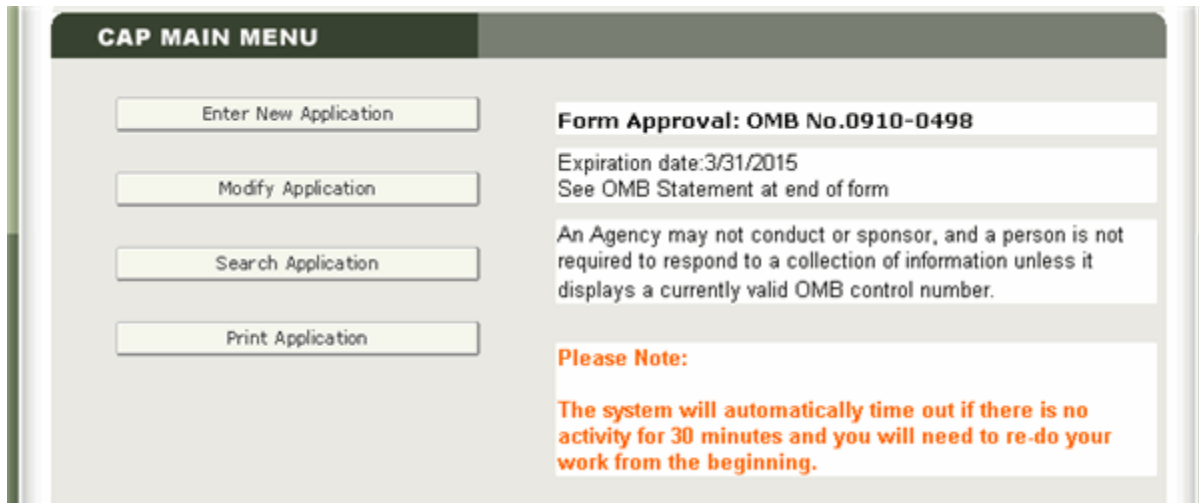 CAP MAIN MENU
Enter New Application
Modify Application
Search Application
Print Application
Form Approval: OMB No.0910-0498
Expiration date:3/31/2015
See OMB Statement at end of form
An Agency may not conduct or sponsor, and a person is not
required to respond to a collection of information unless it
displays a currently valid OMB control number.
Please Note:
The system will automatically time out if there is no
activity for 30 minutes and you will need to re-do your
work from the beginning.